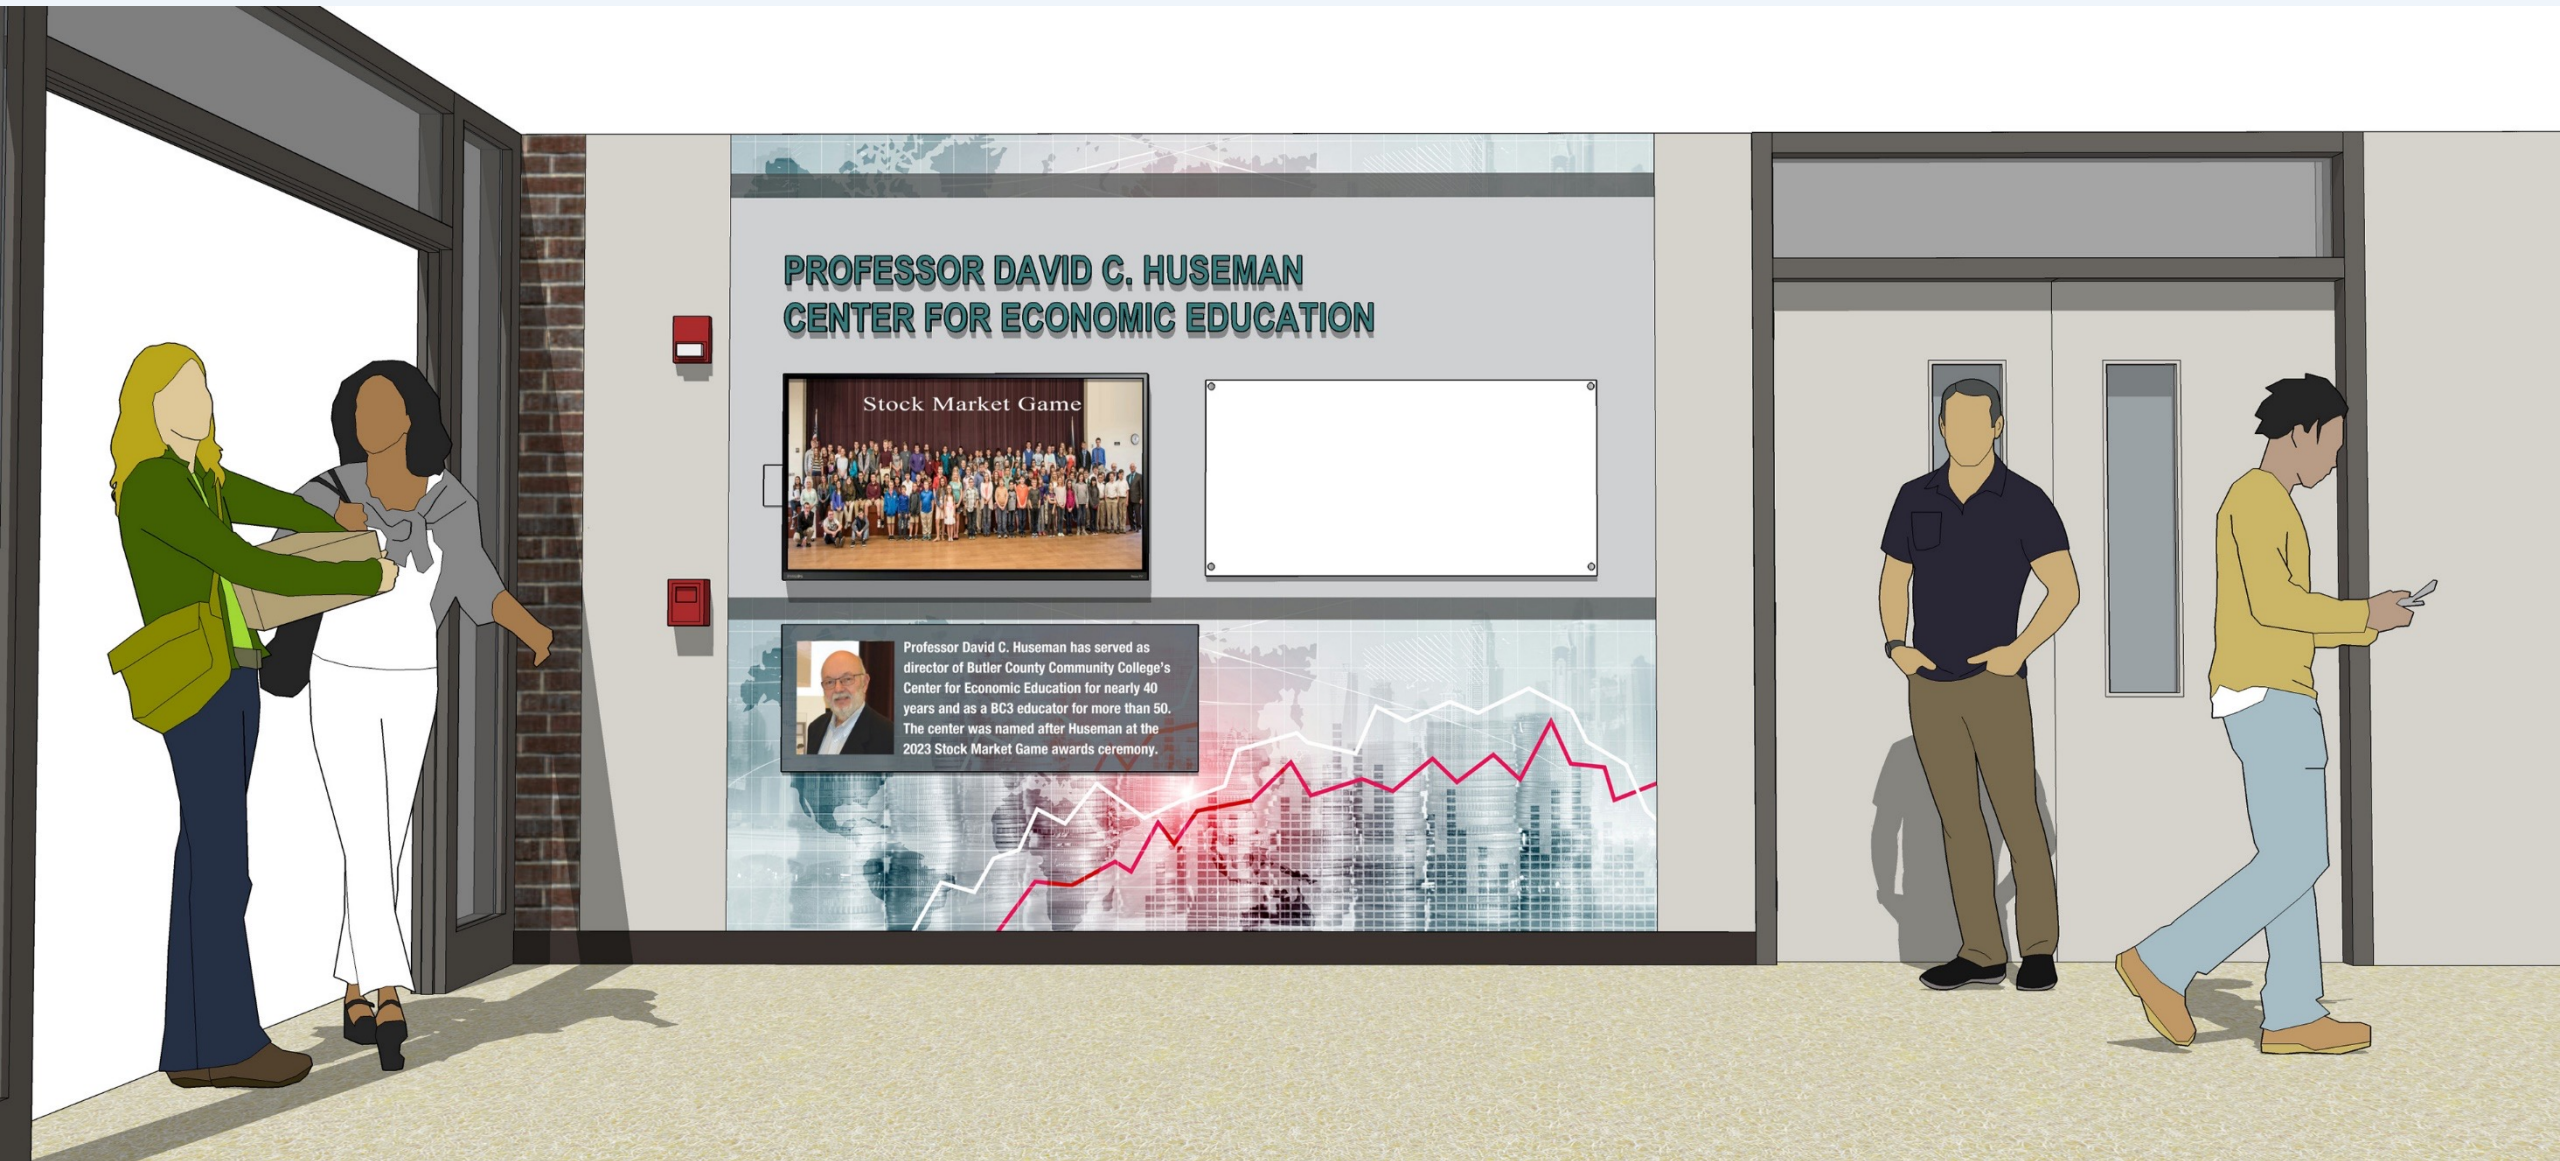 PROFESSOR DAVID C. HUSEMAN
CENTER FOR ECONOMIC EDUCATION
Stock Market Game
Professor David C. Huseman has served as
director of Butler County Community College's
Center for Economic Education for nearly 40
years and as a BC3 educator for more than 50.
The center was named after Huseman at the
2023 Stock Market Game awards ceremony.